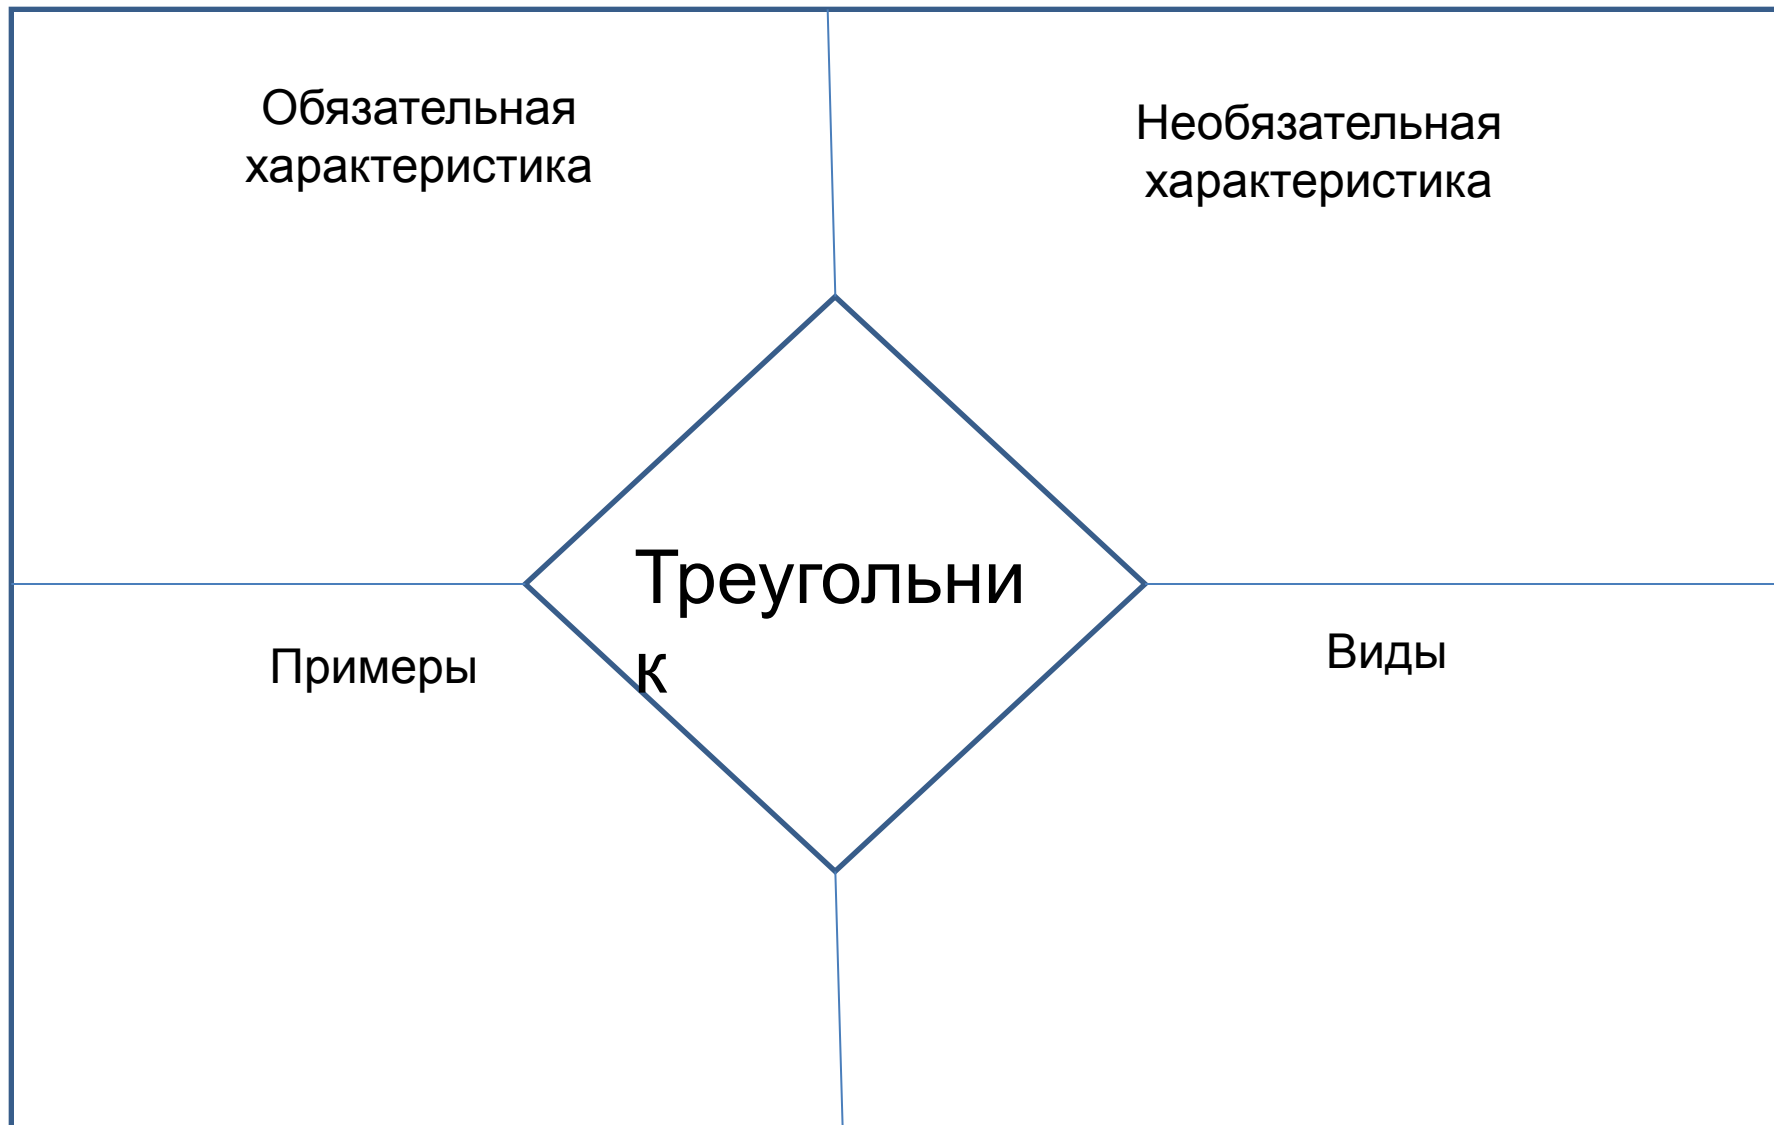 Обязательная
характеристика
Необязательная
характеристика
Треугольни
к
Примеры
Виды